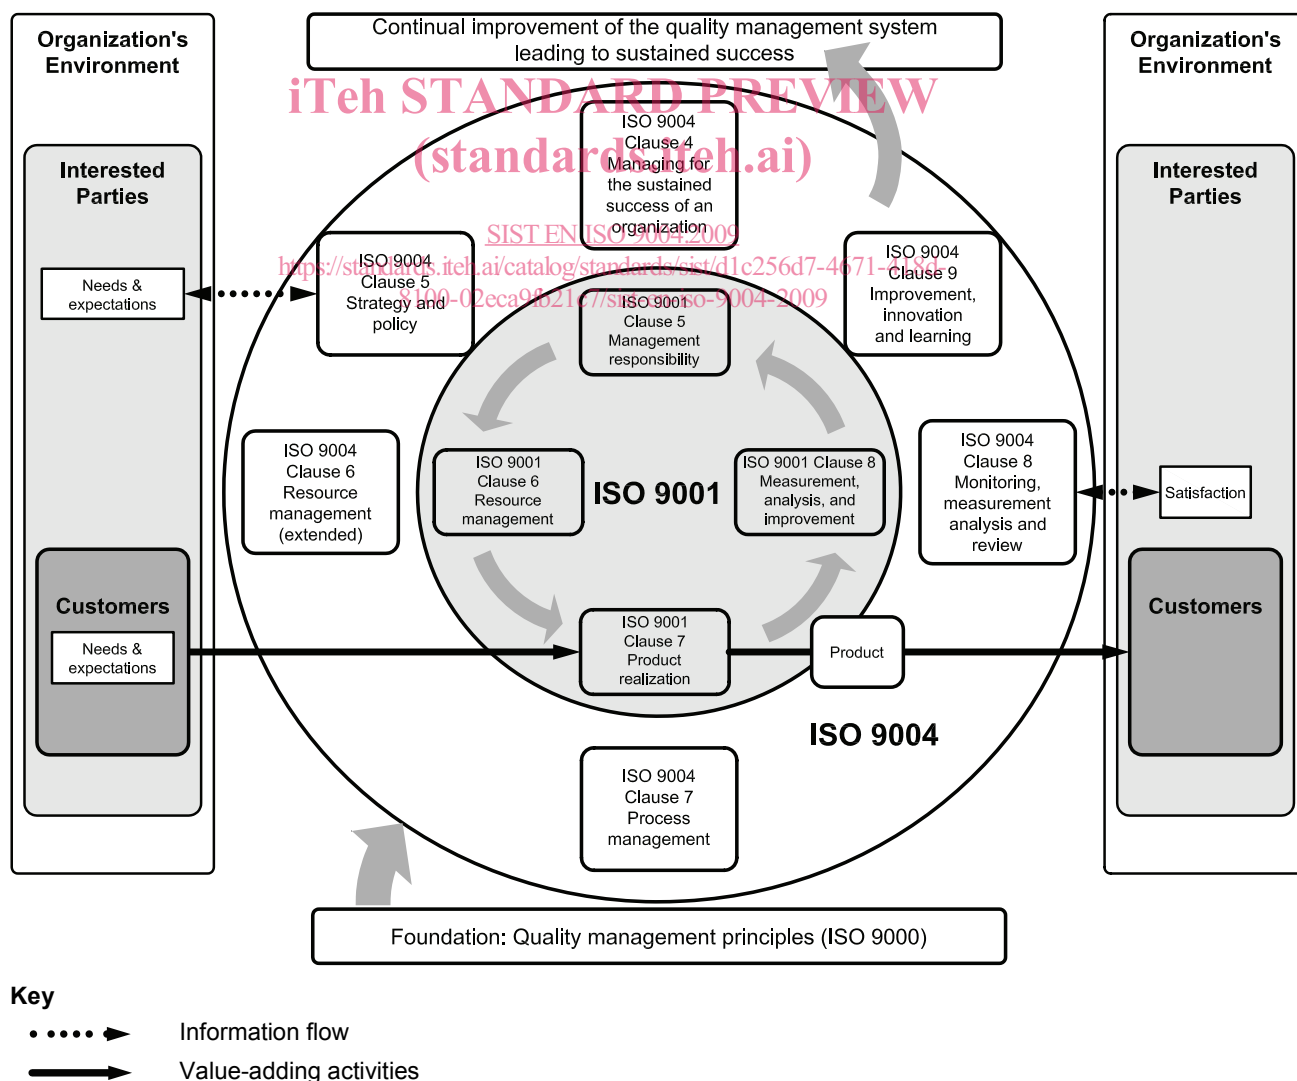 Continual improvement of the quality management system
leading to sustained success
Organization's
Environment
Organization's
Environment
iTeh STANDARD PREVIEW
(standards.iteh.ai)
SIST EN ISO 9004:2009
https://standards.iteh.ai/catalog/standards/sist/d1c256d7-4671-418d-
8100-02eca9fb21c7/sist-en-iso-9004-2009
Interested
Parties
Needs &
expectations
Customers
Needs &
expectations
ISO 9004
Clause 4
Managing for
the sustained
success of an
organization
ISO 9004
Clause 5
Strategy and
policy
ISO 9004
Clause 9
Improvement,
innovation
and learning
ISO 9001
Clause 5
Management
responsibility
ISO 9004
Clause 6
Resource
management
(extended)
ISO 9001
Clause 6
Resource
management
ISO 9001
ISO 9001 Clause 8
Measurement,
analysis, and
improvement
ISO 9004
Clause 8
Monitoring,
measurement
analysis and
review
ISO 9001
Clause 7
Product
realization
Product
ISO 9004
ISO 9004
Clause 7
Process
management
Interested
Parties
Satisfaction
Customers
Foundation: Quality management principles (ISO 9000)
Key
Information flow
Value-adding activities